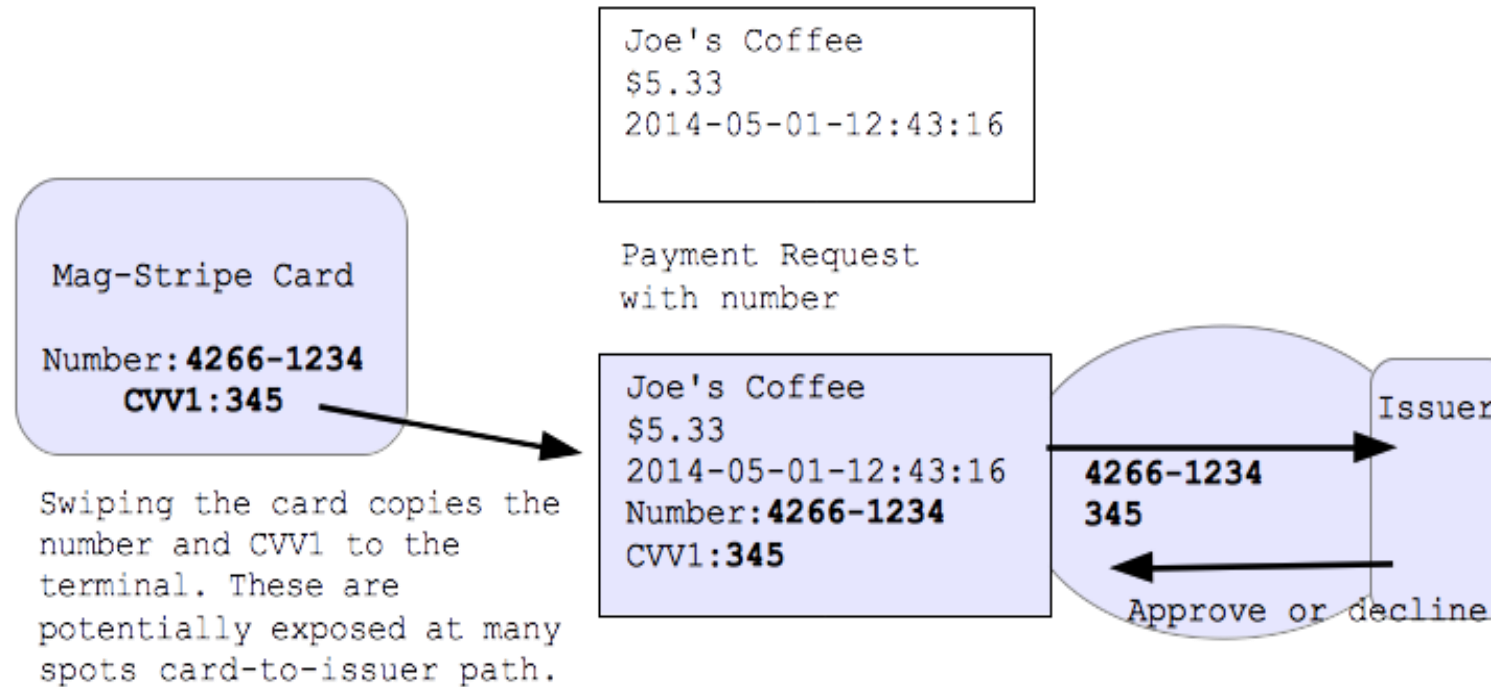 Joe's Coffee
$5.33
2014-05-01-12:43:16
Mag-Stripe Card
Number:4266-1234
CVV1:345
Swiping the card copies the
number and CVV1 to the
terminal. These are
potentially exposed at many
spots card-to-issuer path.
Payment Request
with number
Joe's Coffee
$5.33
2014-05-01-12:43:16
Number:4266-1234
CVV1:345
4266-1234
345
Issuer
Approve or decline